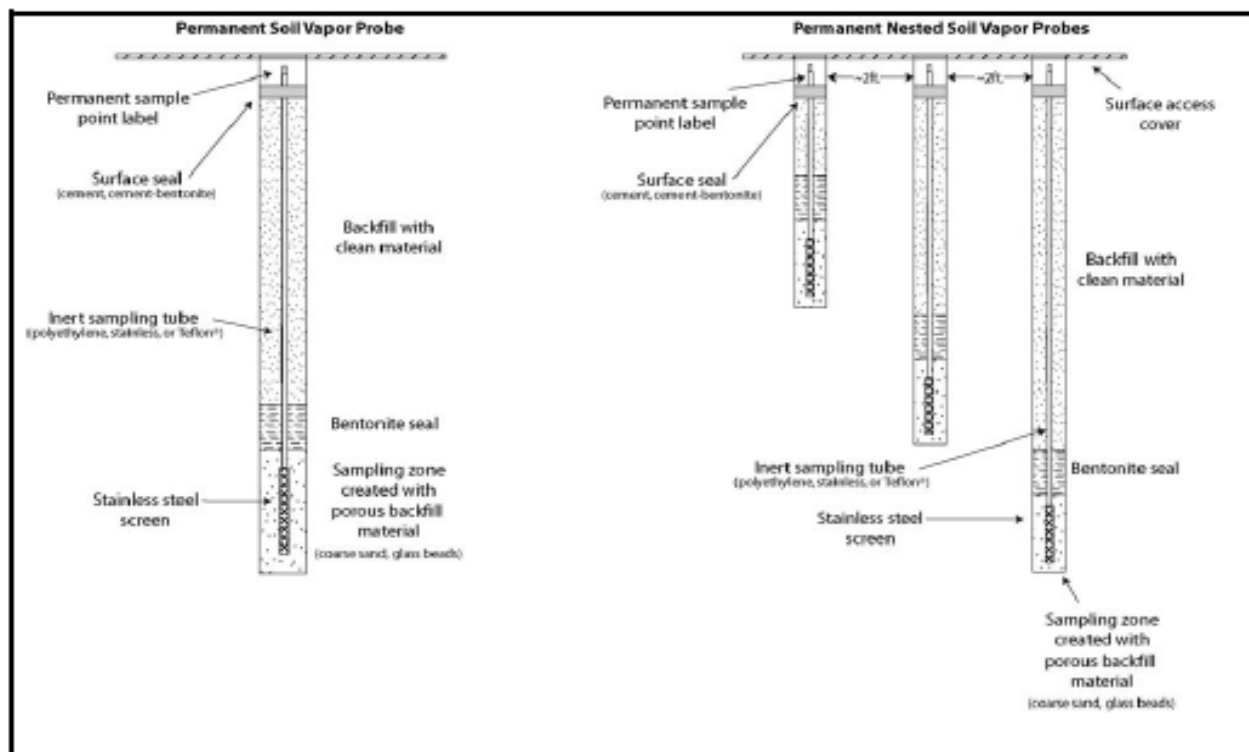 Permanent Soil Vapor Probe
Permanent sample
point label
Surface seal
(cement, cement-bentonite)
Backfill with
clean material
Inert sampling tube
(polyethylene, stainless, or Teflon®)
Bentonite seal
Stainless steel
screen
Sampling zone
created with
porous backfill
material
(coarse sand, glass beads)
Permanent Nested Soil Vapor Probes
~2ft.
~2ft.
Permanent sample
point label
Surface access
cover
Surface seal
(cement, cement-bentonite)
Backfill with
clean material
Inert sampling tube
(polyethylene, stainless, or Teflon®)
Bentonite seal
Stainless steel
screen
Sampling zone
created with
porous backfill
material
(coarse sand, glass beads)